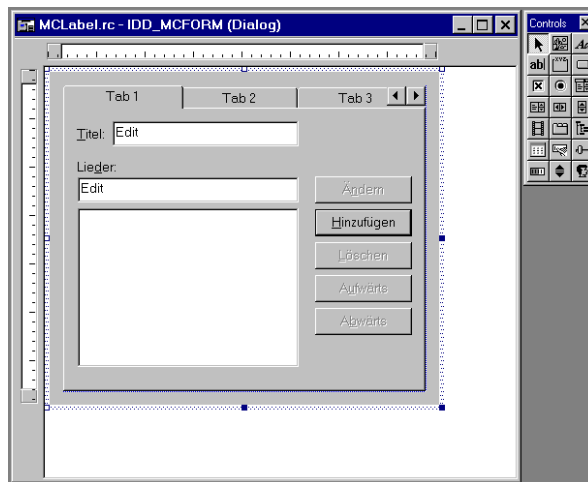 MCLabel.rc - IDD_MCFORM (Dialog)
Controls
Tab 1
Tab 2
Tab 3
Titel:
Edit
Lieder:
Edit
Ändern
Hinzufügen
Löschen
Aufwärts
Abwärts